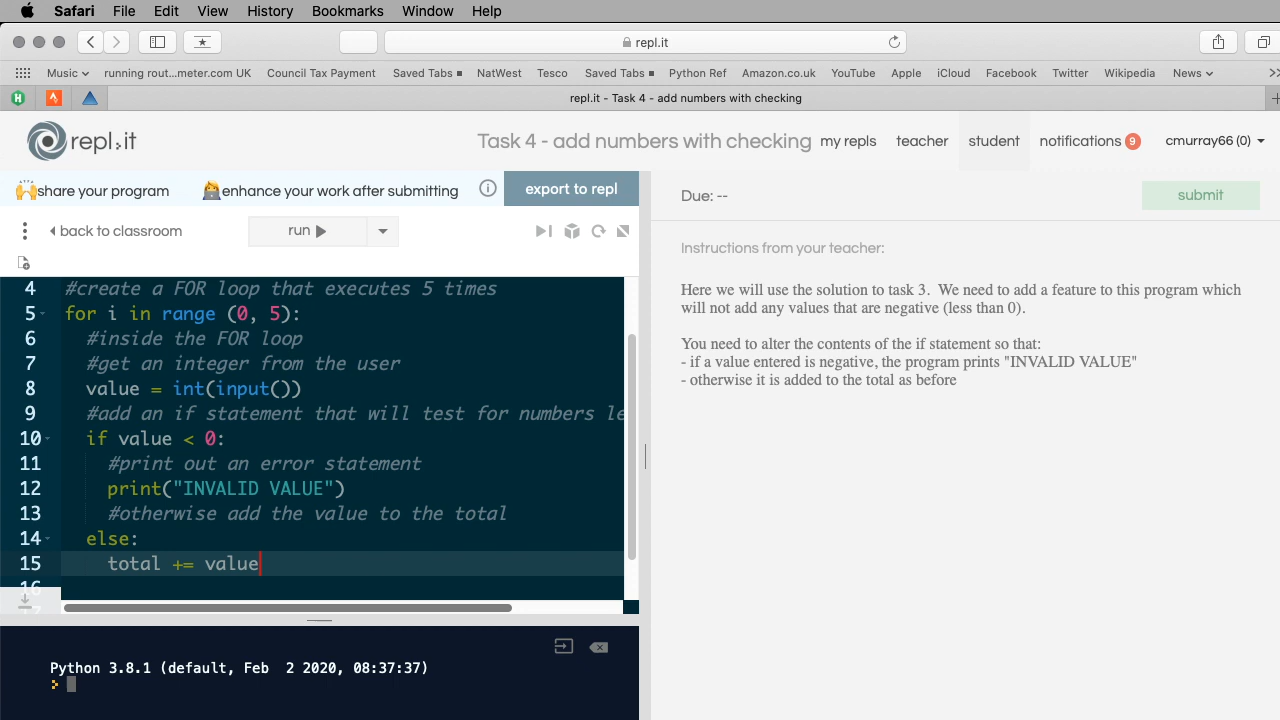 Safari File Edit View History Bookmarks Window Help
repl.it
Music running rout...meter.com UK Council Tax Payment Saved Tabs NatWest Tesco Saved Tabs Python Ref Amazon.co.uk YouTube Apple iCloud Facebook Twitter Wikipedia News
repl.it - Task 4 - add numbers with checking
repl.it Task 4 - add numbers with checking my repls teacher student notifications 9 cmurray66 (0)
share your program enhance your work after submitting export to repl
Due: --
submit
back to classroom run
Instructions from your teacher:
Here we will use the solution to task 3. We need to add a feature to this program which
will not add any values that are negative (less than 0).
You need to alter the contents of the if statement so that:
- if a value entered is negative, the program prints "INVALID VALUE"
- otherwise it is added to the total as before
4 #create a FOR loop that executes 5 times
5 for i in range (0, 5):
6 #inside the FOR loop
7 #get an integer from the user
8 value = int(input())
9 #add an if statement that will test for numbers le
10 if value < 0:
11 #print out an error statement
12 print("INVALID VALUE")
13 #otherwise add the value to the total
14 else:
15 total += value
16
Python 3.8.1 (default, Feb  2 2020, 08:37:37)